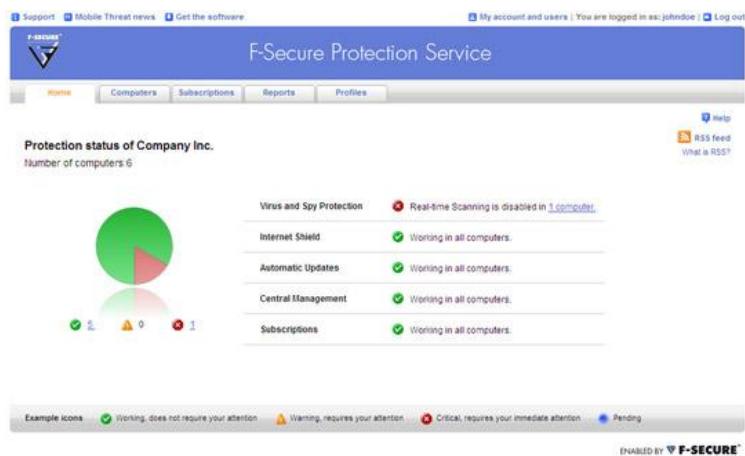 Support Mobile Threat news Get the software My account and users | You are logged in as: johndoe | Log out
F-SECURE
F-Secure Protection Service
Home Computers Subscriptions Reports Profiles
Help
RSS feed
What is RSS?
Protection status of Company Inc.
Number of computers 6
Virus and Spy Protection Real-time Scanning is disabled in 1 computer.
Internet Shield Working in all computers.
Automatic Updates Working in all computers.
Central Management Working in all computers.
Subscriptions Working in all computers.
5 0 1
Example icons Working, does not require your attention Warning, requires your attention Critical, requires your immediate attention Pending
ENABLED BY F-SECURE